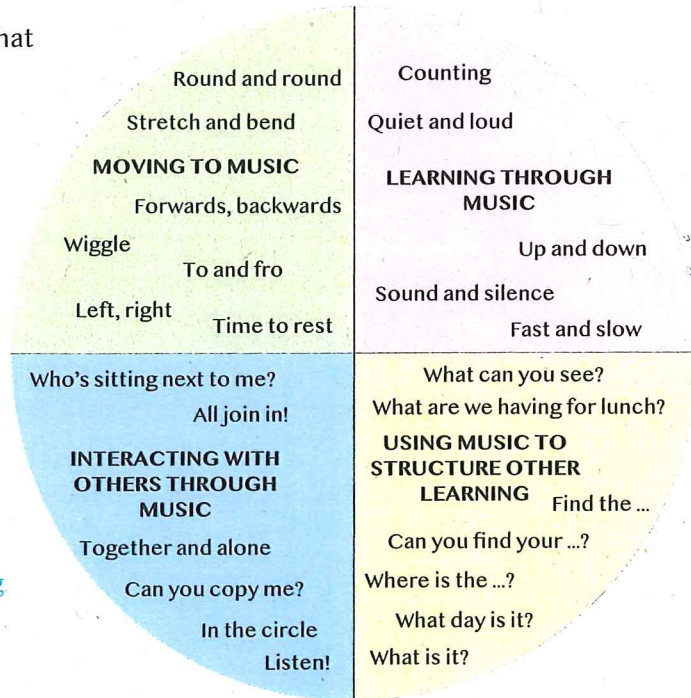 Round and round
Stretch and bend
MOVING TO MUSIC
Forwards, backwards
Wiggle
To and fro
Left, right
Time to rest
Counting
Quiet and loud
LEARNING THROUGH
MUSIC
Up and down
Sound and silence
Fast and slow
Who's sitting next to me?
All join in!
INTERACTING WITH
OTHERS THROUGH
MUSIC
Together and alone
Can you copy me?
In the circle
Listen!
What can you see?
What are we having for lunch?
USING MUSIC TO
STRUCTURE OTHER
LEARNING
Find the ...
Can you find your ...?
Where is the ...?
What day is it?
What is it?